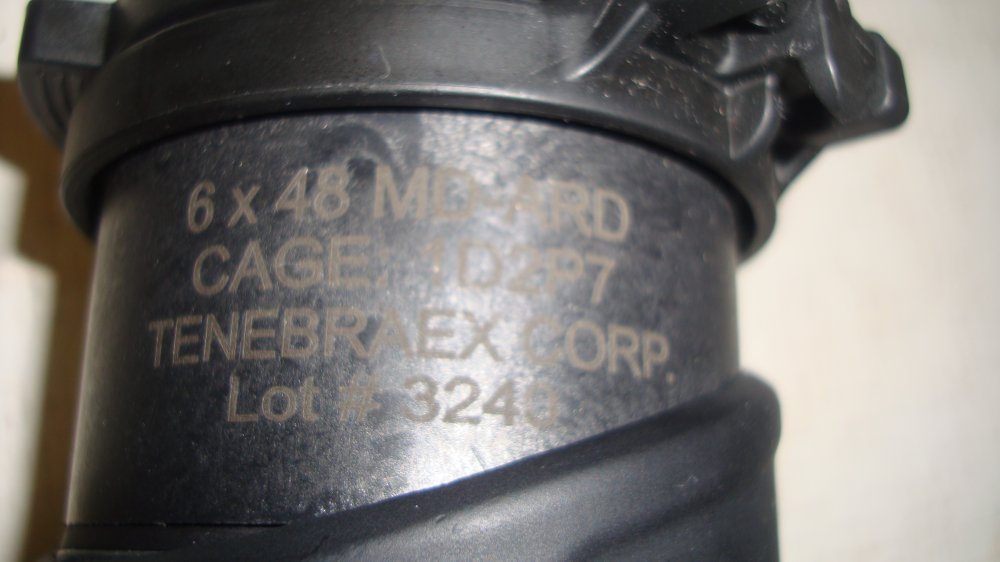 6 x 48 MD-ARD
CAGE: 1D2P7
TENEBRAEX CORP.
Lot # 3240